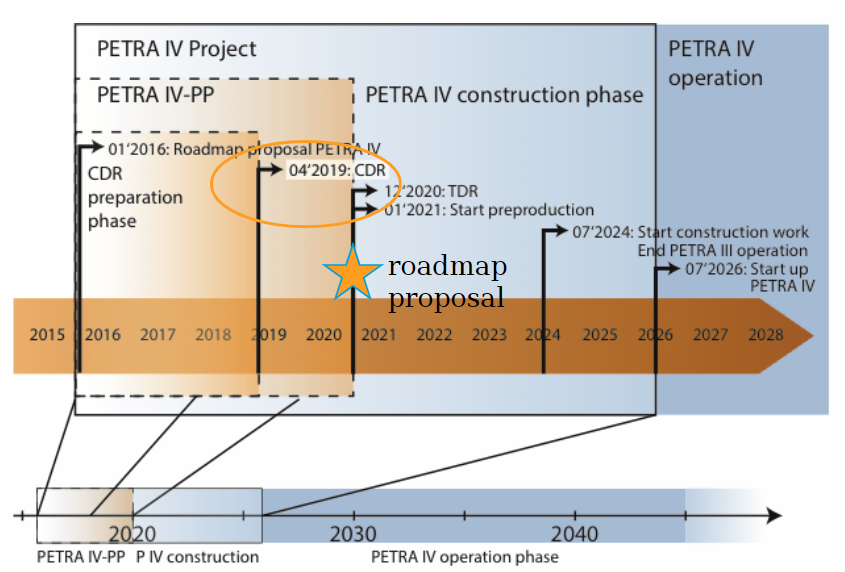 PETRA IV Project
PETRA IV
operation
PETRA IV-PP
PETRA IV construction phase
01'2016: Roadmap proposal PETRA IV
04'2019: CDR
CDR
preparation
phase
12'2020: TDR
01'2021: Start preproduction
07'2024: Start construction work
End PETRA III operation
07'2026: Start up
PETRA IV
roadmap
proposal
2015 2016 2017 2018 2019 2020 2021 2022 2023 2024 2025 2026 2027 2028
2020 2030 2040
PETRA IV-PP P IV construction PETRA IV operation phase